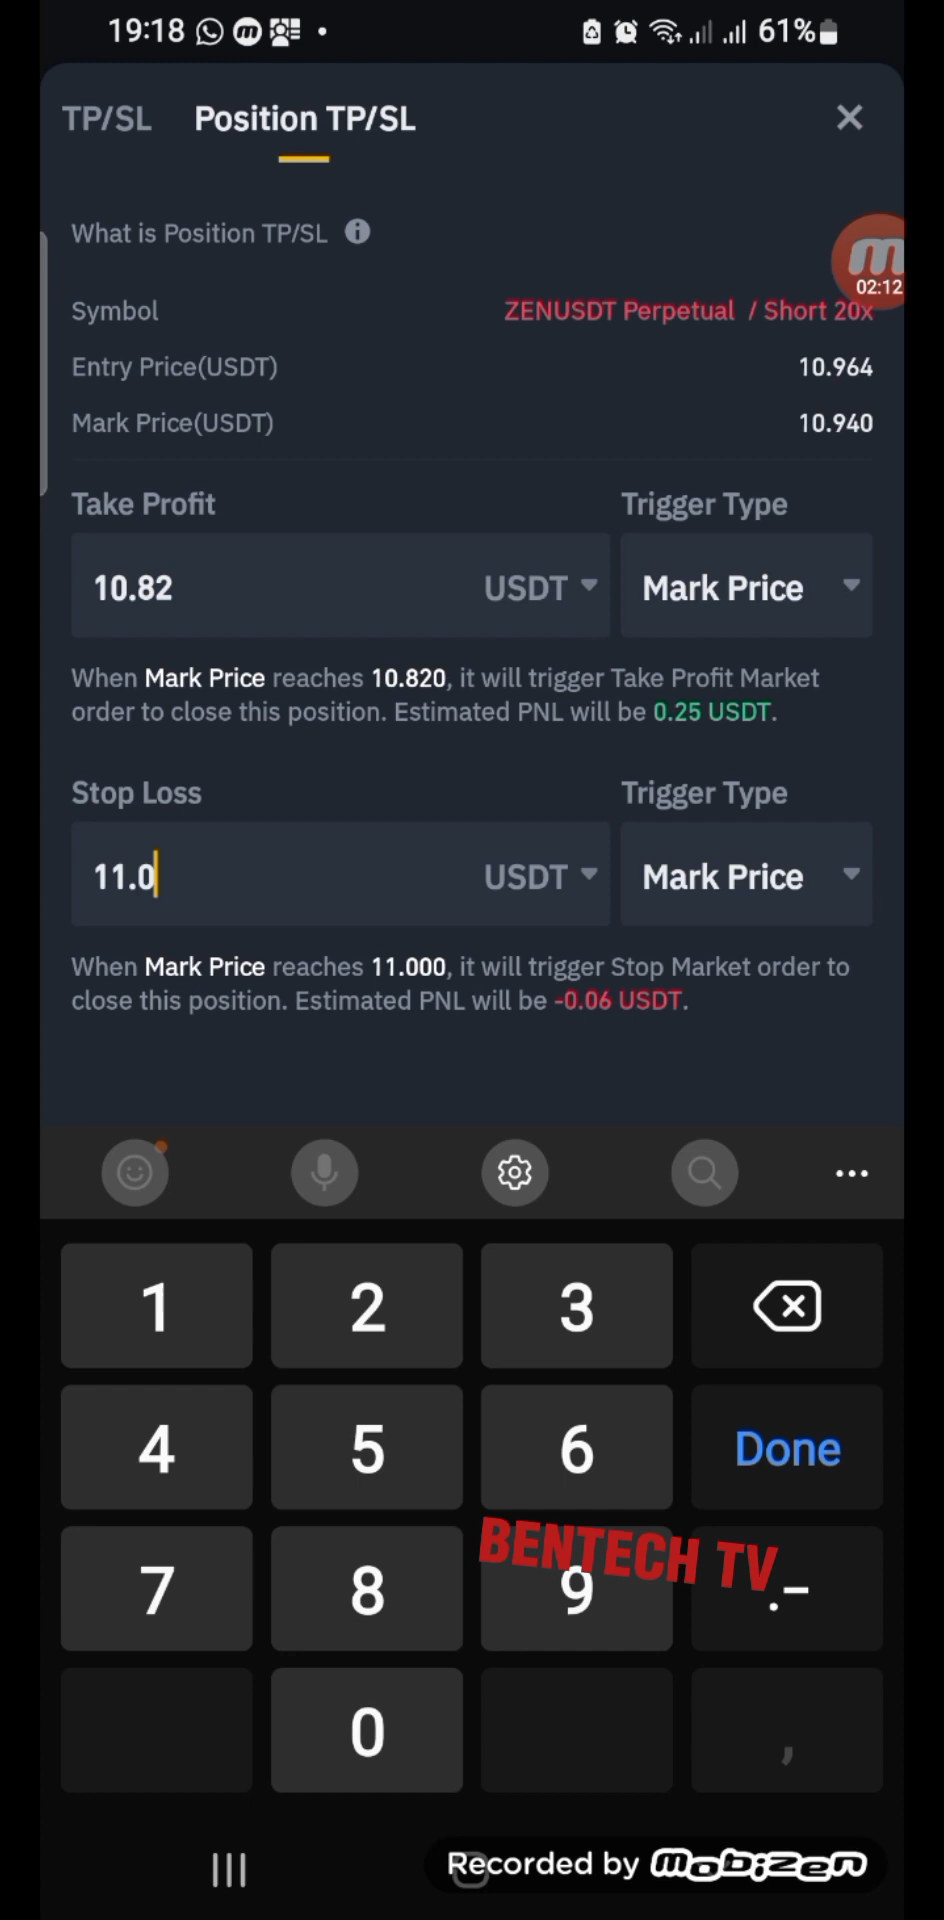 19:18 61%
TP/SL Position TP/SL
What is Position TP/SL
m
02:12
Symbol ZENUSDT Perpetual / Short 20x
Entry Price(USDT) 10.964
Mark Price(USDT) 10.940
Take Profit Trigger Type
10.82 USDT Mark Price
When Mark Price reaches 10.820, it will trigger Take Profit Market
order to close this position. Estimated PNL will be 0.25 USDT.
Stop Loss Trigger Type
11.0 USDT Mark Price
When Mark Price reaches 11.000, it will trigger Stop Market order to
close this position. Estimated PNL will be -0.06 USDT.
1 2 3
4 5 6 Done
BENTECH TV
7 8 9 .-
0 ,
Recorded by mobizen